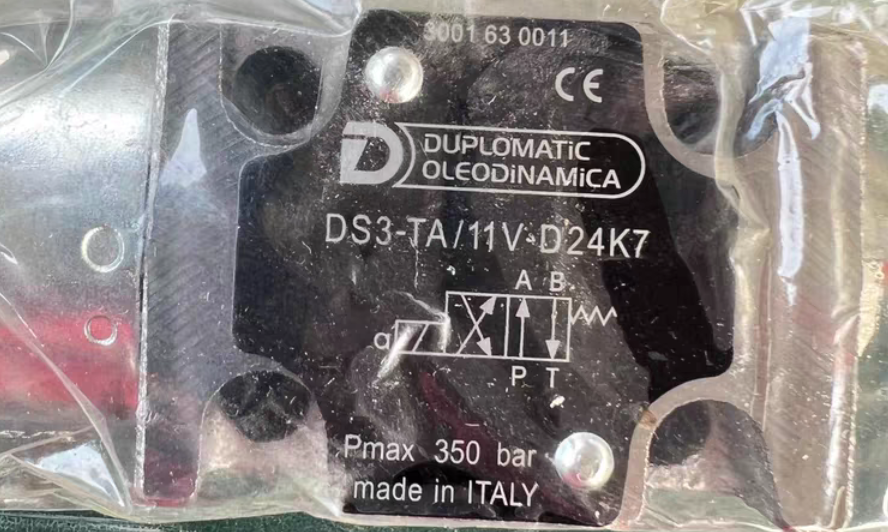 3001 63 0011
CE
DUPLOMATIC
OLEODINAMICA
DS3-TA/11V-D24K7
A B
a
P T
Pmax 350 bar
made in ITALY